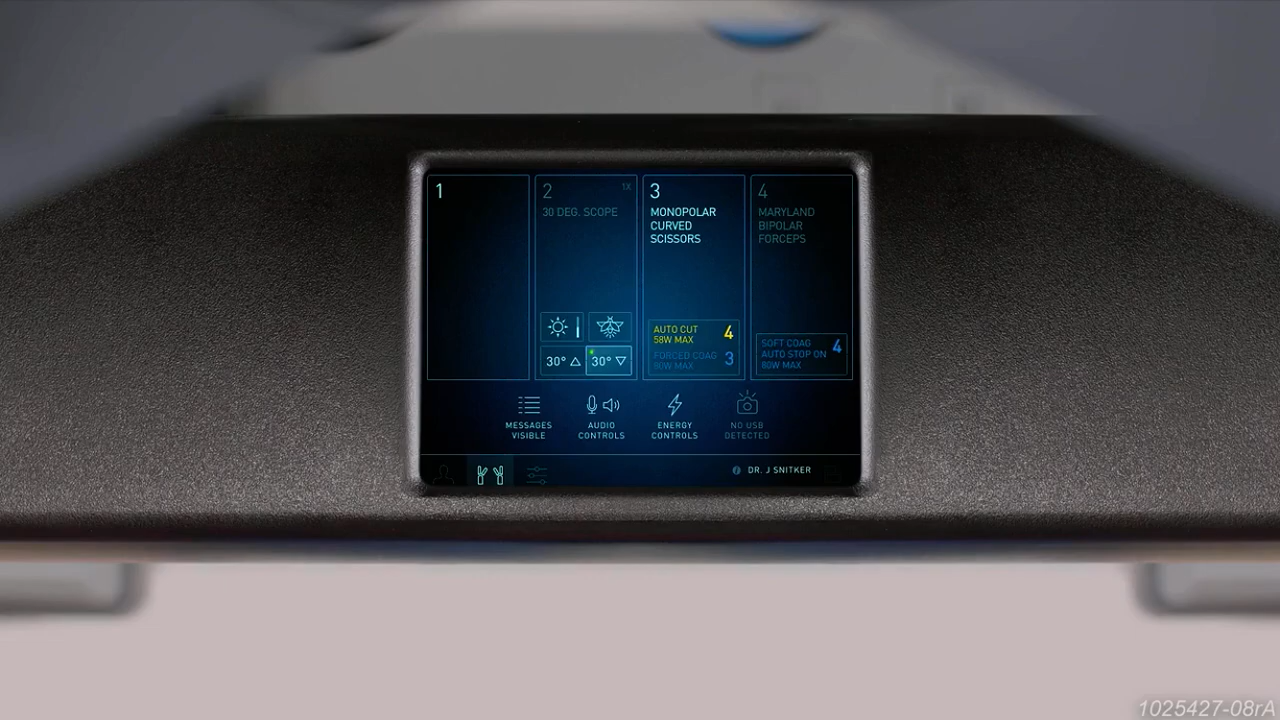 1
2
1X
30 DEG. SCOPE
3
MONOPOLAR
CURVED
SCISSORS
4
MARYLAND
BIPOLAR
FORCEPS
30°
30°
AUTO CUT
58W MAX
4
FORCED COAG
80W MAX
3
SOFT COAG
AUTO STOP ON
80W MAX
4
MESSAGES
VISIBLE
AUDIO
CONTROLS
ENERGY
CONTROLS
NO USB
DETECTED
DR. J SNITKER
1025427-08rA